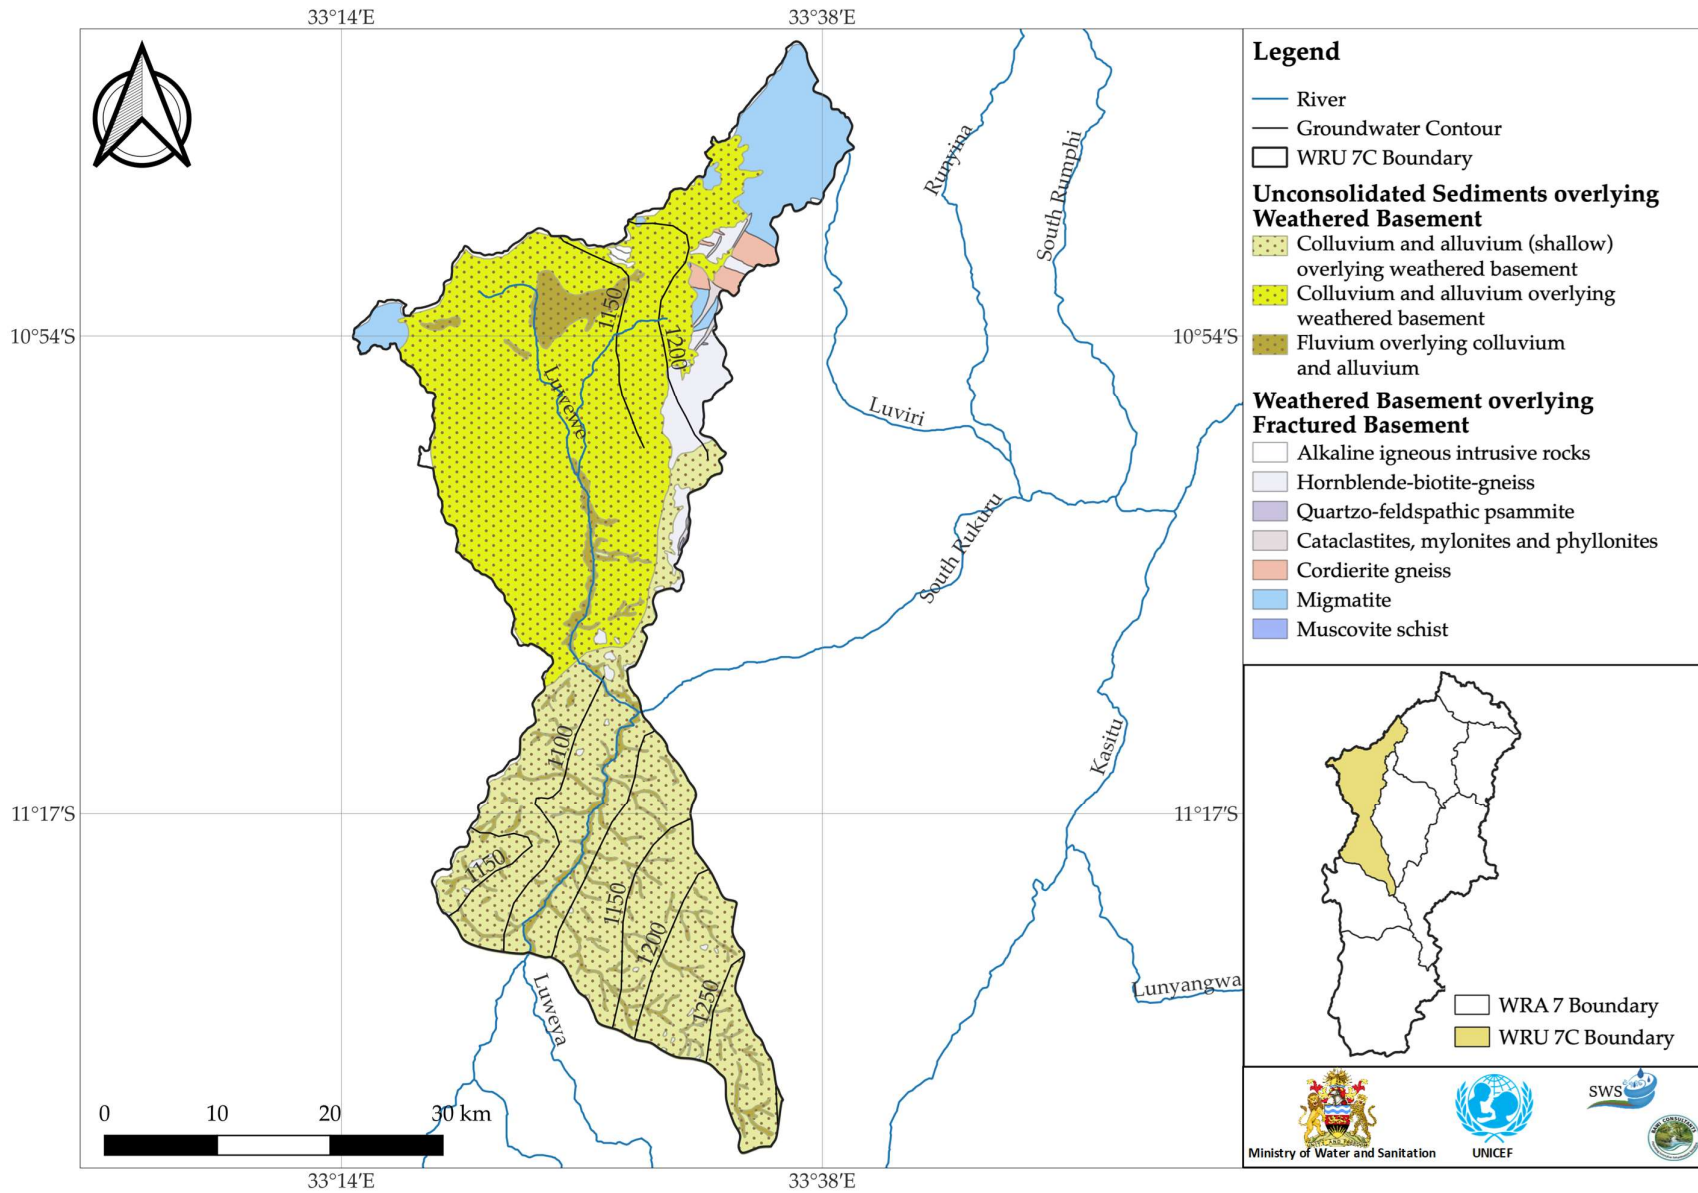 33°14′E
33°38′E
Runyina
South Rumphi
10°54′S
10°54′S
1150
1200
Luwewe
Luviri
South Rukuru
1100
Kasitu
11°17′S
11°17′S
1150
1150
1200
1250
Luweya
Lunyangwa
0 10 20 30 km
33°14′E
33°38′E
Legend
River
Groundwater Contour
WRU 7C Boundary
Unconsolidated Sediments overlying
Weathered Basement
Colluvium and alluvium (shallow)
overlying weathered basement
Colluvium and alluvium overlying
weathered basement
Fluvium overlying colluvium
and alluvium
Weathered Basement overlying
Fractured Basement
Alkaline igneous intrusive rocks
Hornblende-biotite-gneiss
Quartzo-feldspathic psammite
Cataclastites, mylonites and phyllonites
Cordierite gneiss
Migmatite
Muscovite schist
WRA 7 Boundary
WRU 7C Boundary
Ministry of Water and Sanitation
UNICEF
SWS